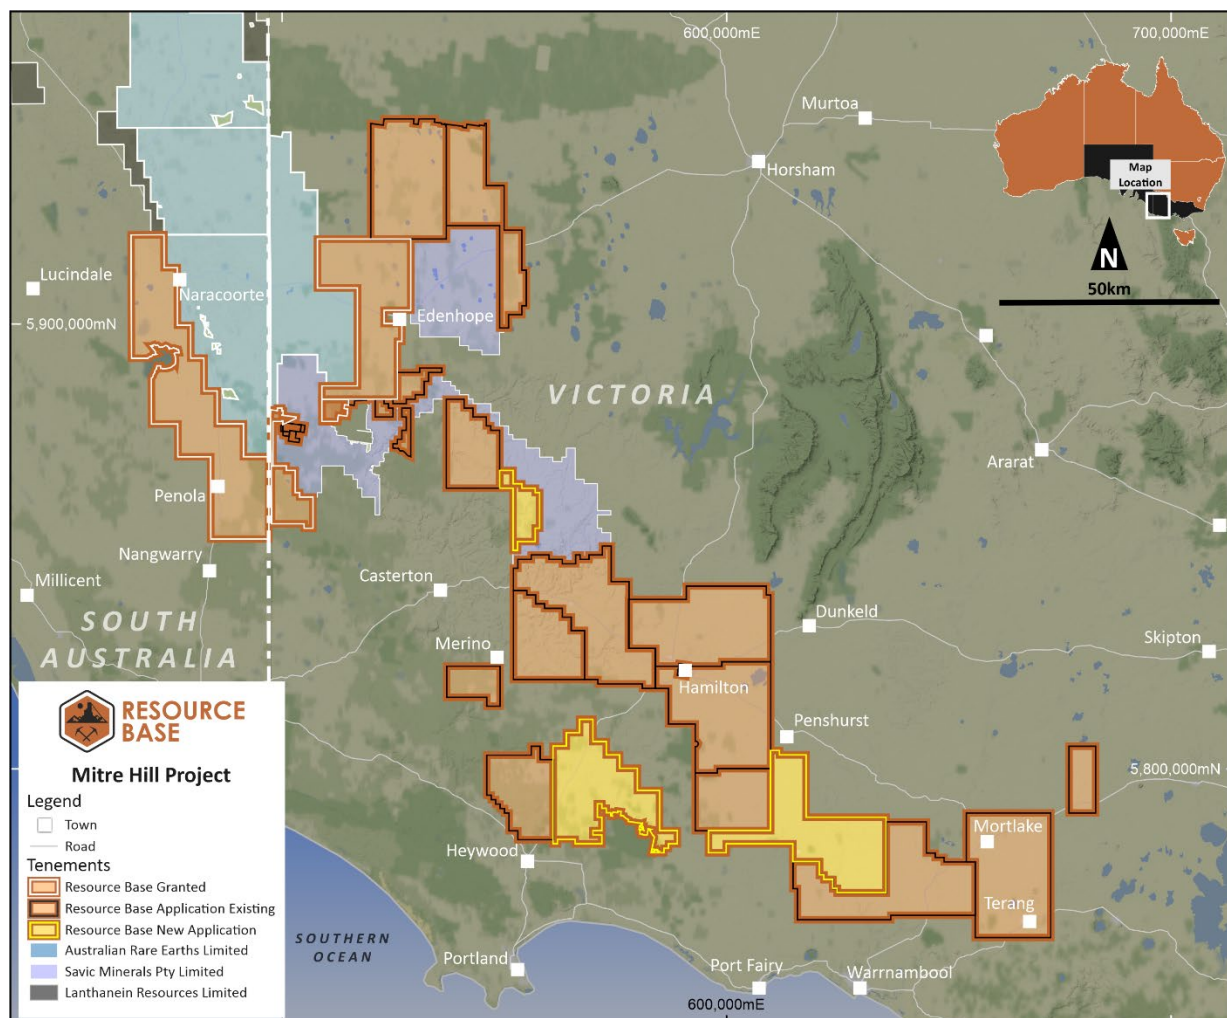 600,000mE
700,000mE
Murtoa
Horsham
Map
Location
N
50km
Lucindale
Naracoorte
5,900,000mN
Edenhope
VICTORIA
Ararat
Penola
Nangwarry
Millicent
Casterton
SOUTH
AUSTRALIA
Dunkeld
Skipton
Merino
Hamilton
Penshurst
5,800,000mN
Mortlake
Heywood
Terang
SOUTHERN
OCEAN
Portland
Port Fairy
Warrnambool
600,000mE
RESOURCE
BASE
Mitre Hill Project
Legend
Town
Road
Tenements
Resource Base Granted
Resource Base Application Existing
Resource Base New Application
Australian Rare Earths Limited
Savic Minerals Pty Limited
Lanthanein Resources Limited